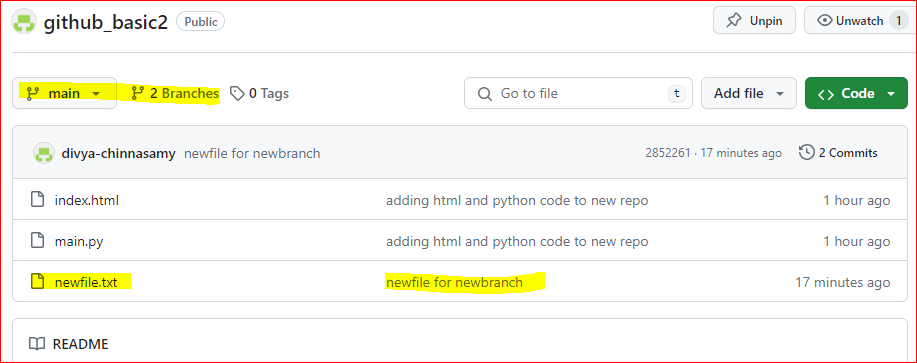 github_basic2 Public Unpin Unwatch 1
main 2 Branches 0 Tags Go to file t Add file Code
divya-chinnasamy newfile for newbranch 2852261 · 17 minutes ago 2 Commits
index.html adding html and python code to new repo 1 hour ago
main.py adding html and python code to new repo 1 hour ago
newfile.txt newfile for newbranch 17 minutes ago
README